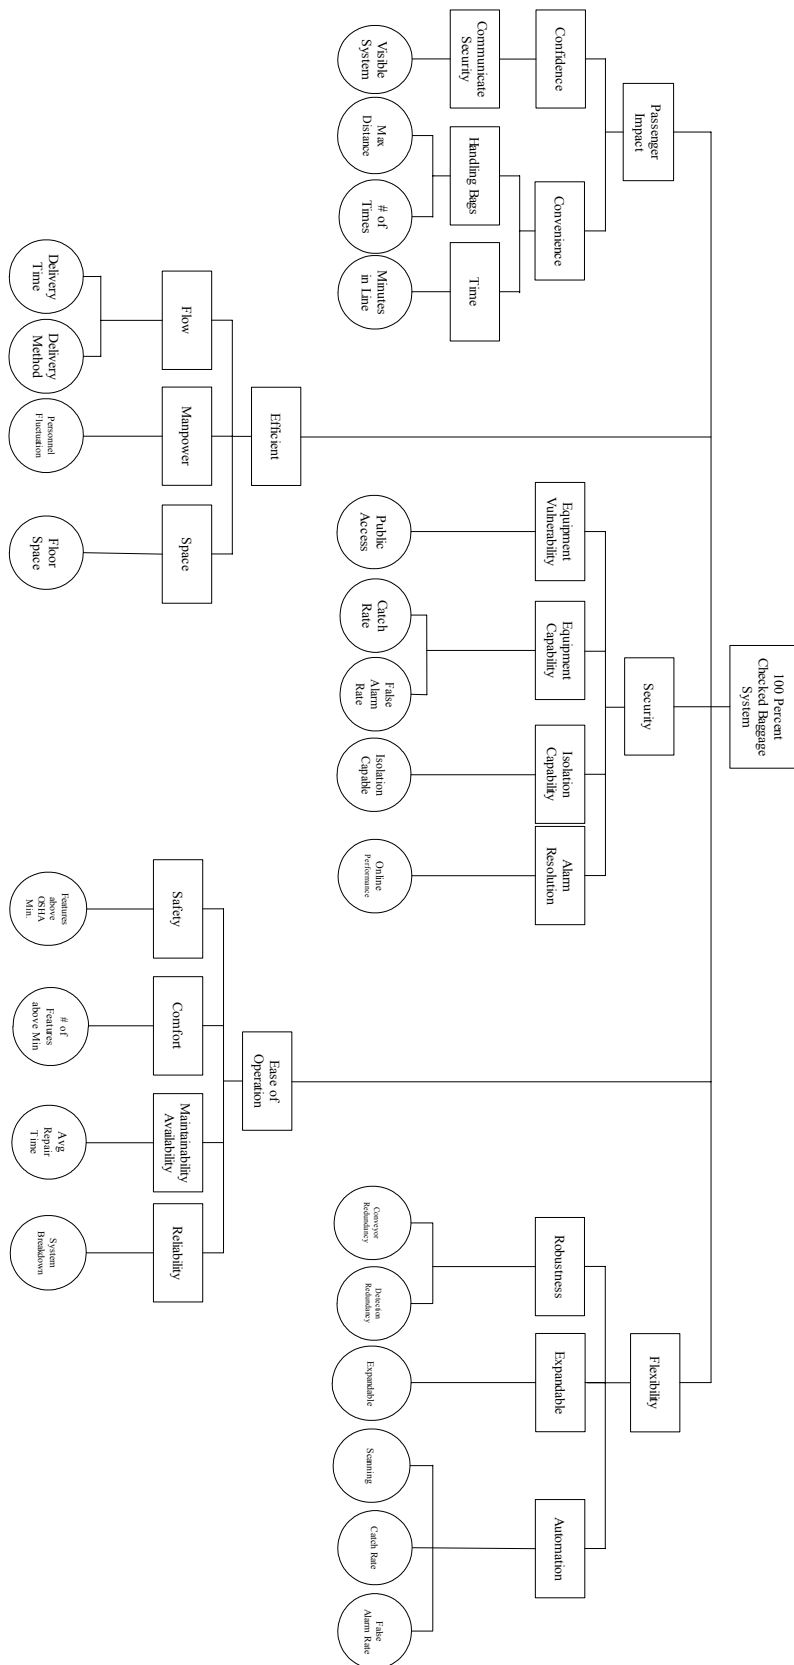 100 Percent
Checked Baggage
System
Passenger
Impact
Efficient
Security
Ease of
Operation
Flexibility
Confidence
Convenience
Communicate
Security
Handling Bags
Time
Visible
System
Max
Distance
# of
Times
Minutes
in Line
Flow
Manpower
Space
Delivery
Time
Delivery
Method
Personnel
Fluctuation
Floor
Space
Equipment
Vulnerability
Equipment
Capability
Isolation
Capability
Alarm
Resolution
Public
Access
Catch
Rate
False
Alarm
Rate
Isolation
Capable
Online
Performance
Safety
Comfort
Maintainability
Availability
Reliability
Features
above
OSHA
Min.
# of
Features
above Min
Avg
Repair
Time
System
Breakdown
Robustness
Expandable
Automation
Conveyor
Redundancy
Detection
Redundancy
Expandable
Scanning
Catch Rate
False
Alarm Rate